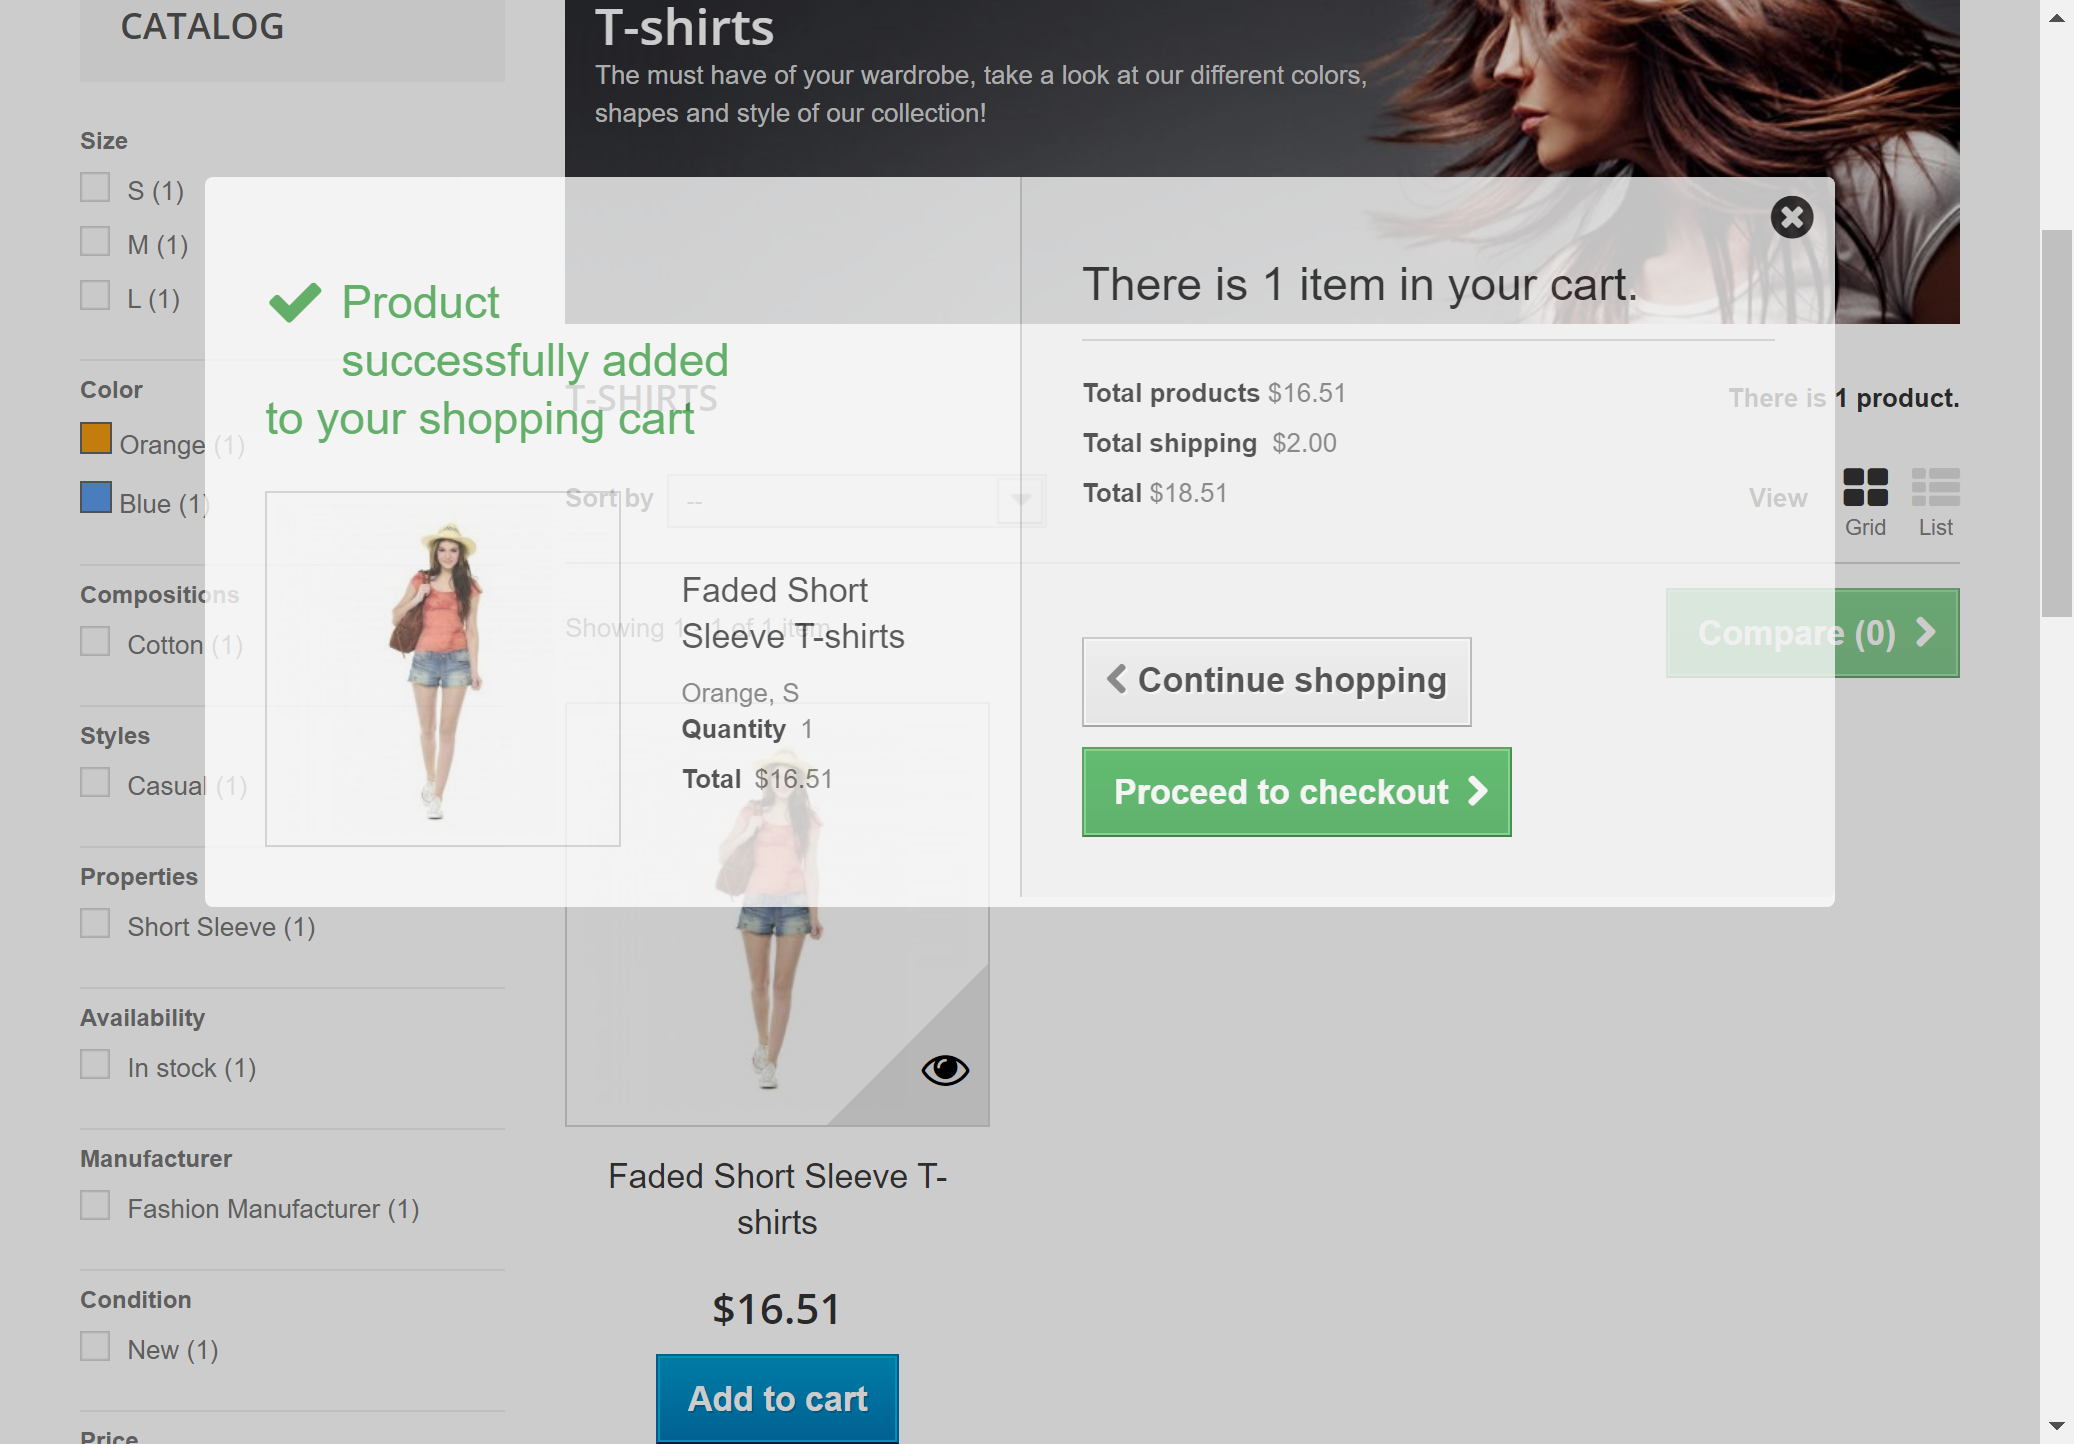 CATALOG
Size
S (1)
M (1)
L (1)
Color
Orange (1)
Blue (1)
Compositions
Cotton (1)
Styles
Casual (1)
Properties
Short Sleeve (1)
Availability
In stock (1)
Manufacturer
Fashion Manufacturer (1)
Condition
New (1)
Price
T-shirts
The must have of your wardrobe, take a look at our different colors,
shapes and style of our collection!
Product
successfully added
to your shopping cart
Faded Short
Sleeve T-shirts
Orange, S
Quantity 1
Total $16.51
There is 1 item in your cart.
Total products $16.51
Total shipping $2.00
Total $18.51
Continue shopping
Proceed to checkout
T-SHIRTS
There is 1 product.
Sort by --
View
Grid
List
Showing 1 - 1 of 1 item
Compare (0)
Faded Short Sleeve T-
shirts
$16.51
Add to cart